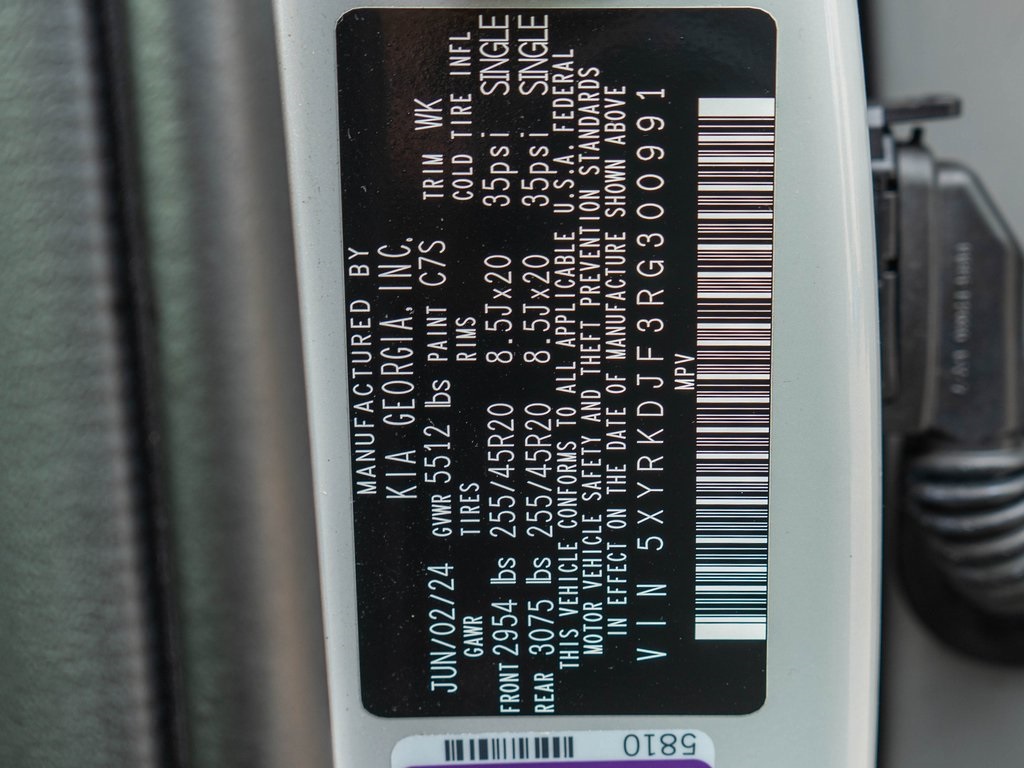 MANUFACTURED BY
KIA GEORGIA, INC.
JUN/02/24 GVWR 5512 lbs PAINT C7S TRIM WK
GAWR TIRES RIMS COLD TIRE INFL
FRONT 2954 lbs 255/45R20 8.5Jx20 35psi SINGLE
REAR 3075 lbs 255/45R20 8.5Jx20 35psi SINGLE
THIS VEHICLE CONFORMS TO ALL APPLICABLE U.S.A. FEDERAL
MOTOR VEHICLE SAFETY AND THEFT PREVENTION STANDARDS
IN EFFECT ON THE DATE OF MANUFACTURE SHOWN ABOVE
VIN 5XYRKDJF3RG300991
MPV
5810